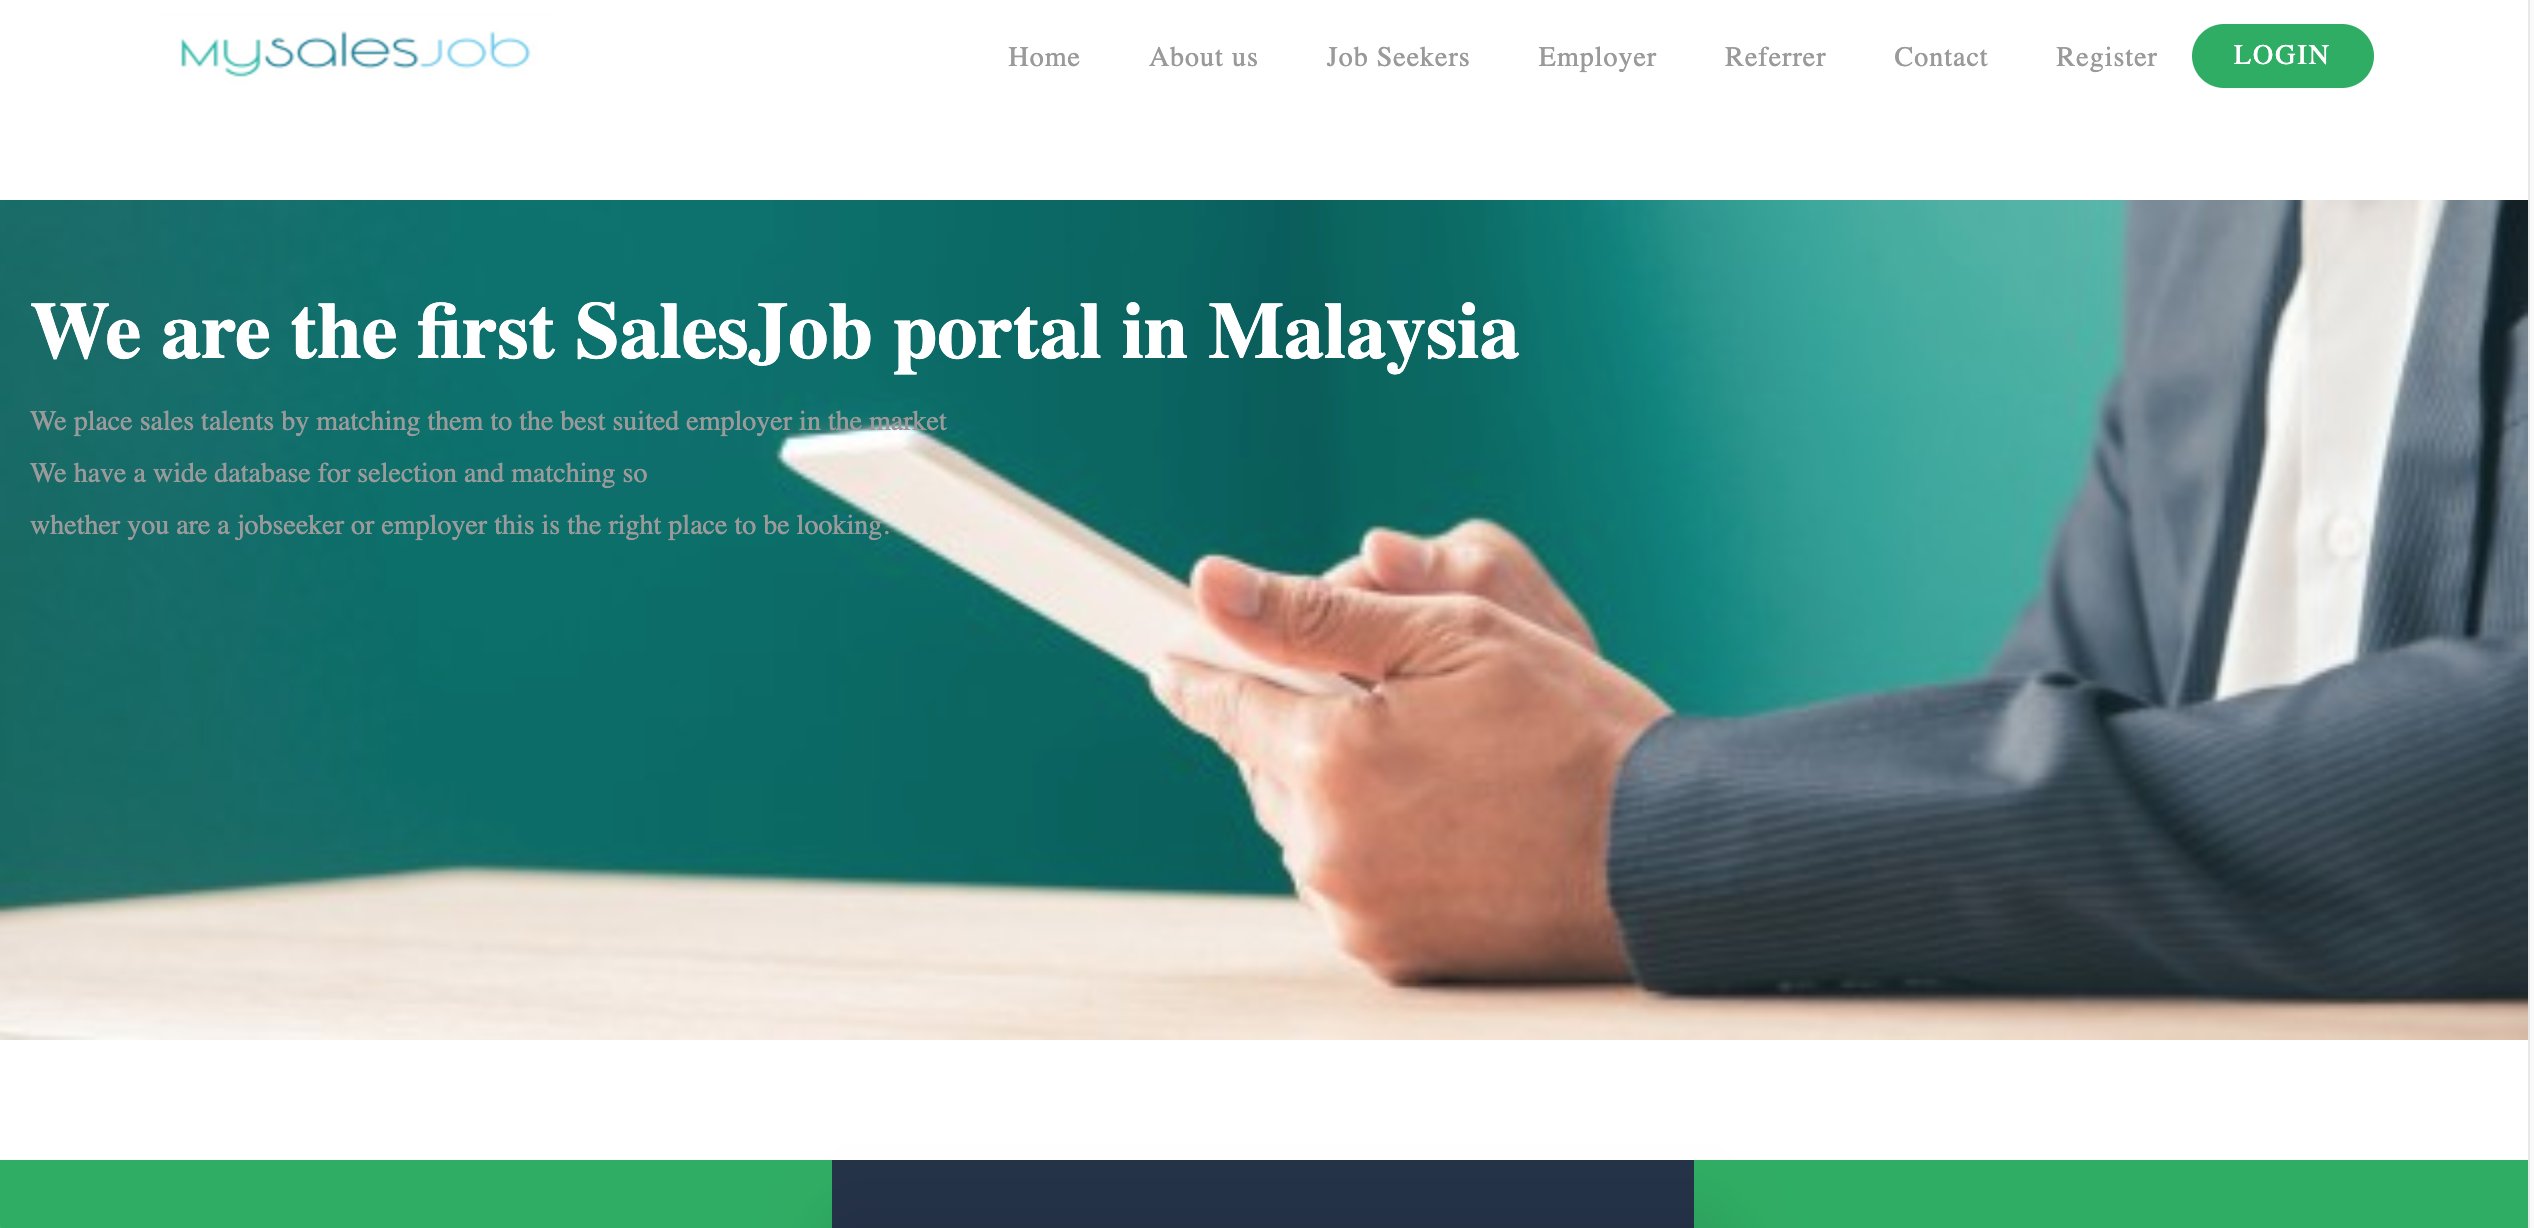 Mysalesjob
Home About us Job Seekers Employer Referrer Contact Register LOGIN
We are the first SalesJob portal in Malaysia
We place sales talents by matching them to the best suited employer in the market
We have a wide database for selection and matching so
whether you are a jobseeker or employer this is the right place to be looking.